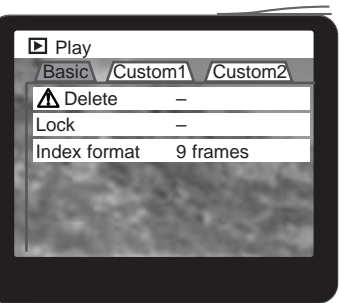 Play
Basic Custom1 Custom2
Delete –
Lock –
Index format 9 frames